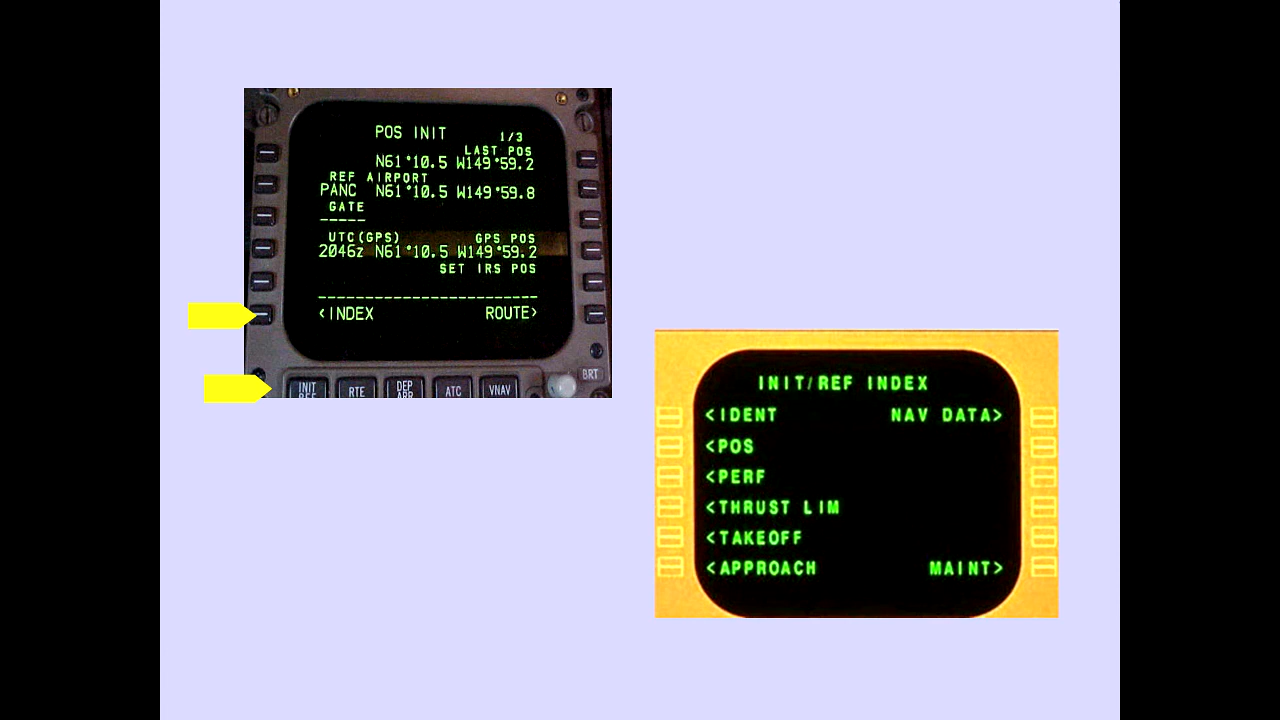 POS INIT 1/3
LAST POS
N61°10.5 W149°59.2
REF AIRPORT
PANC N61°10.5 W149°59.8
GATE
-----
UTC(GPS) GPS POS
2046z N61°10.5 W149°59.2
SET IRS POS
------------------------
<INDEX ROUTE>
BRT
INIT REF
RTE
DEP ARR
ATC
VNAV
INIT/REF INDEX
<IDENT NAV DATA>
<POS
<PERF
<THRUST LIM
<TAKEOFF
<APPROACH MAINT>